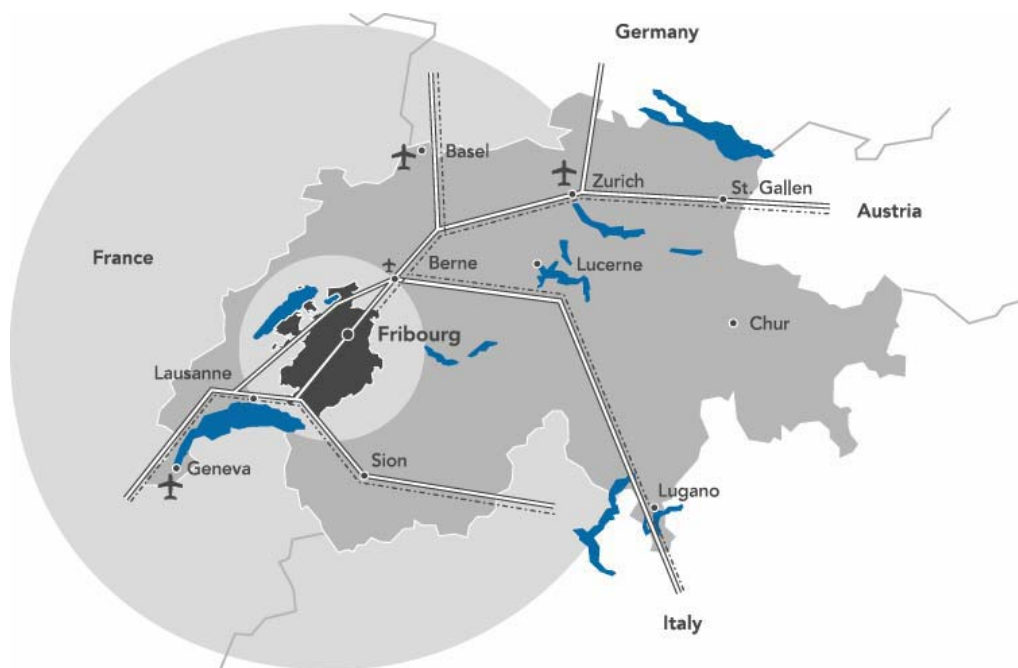 Germany
Basel
Zurich
St. Gallen
Austria
France
Berne
Lucerne
Fribourg
Chur
Lausanne
Geneva
Sion
Lugano
Italy